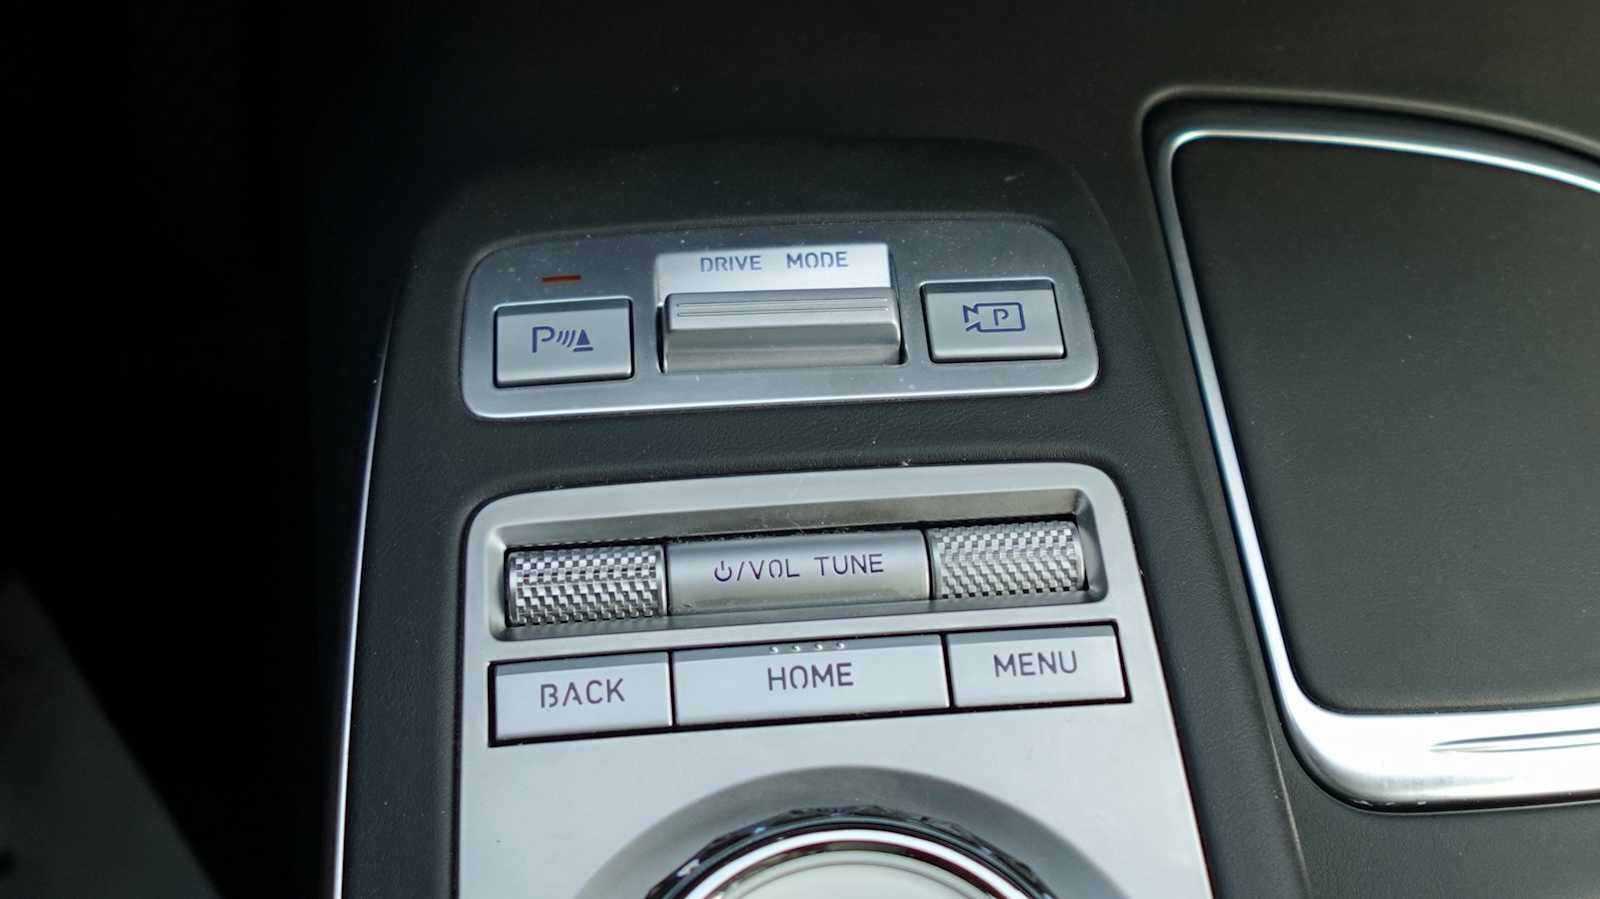 DRIVE MODE
P
P
⏻/VOL TUNE
BACK
HOME
MENU